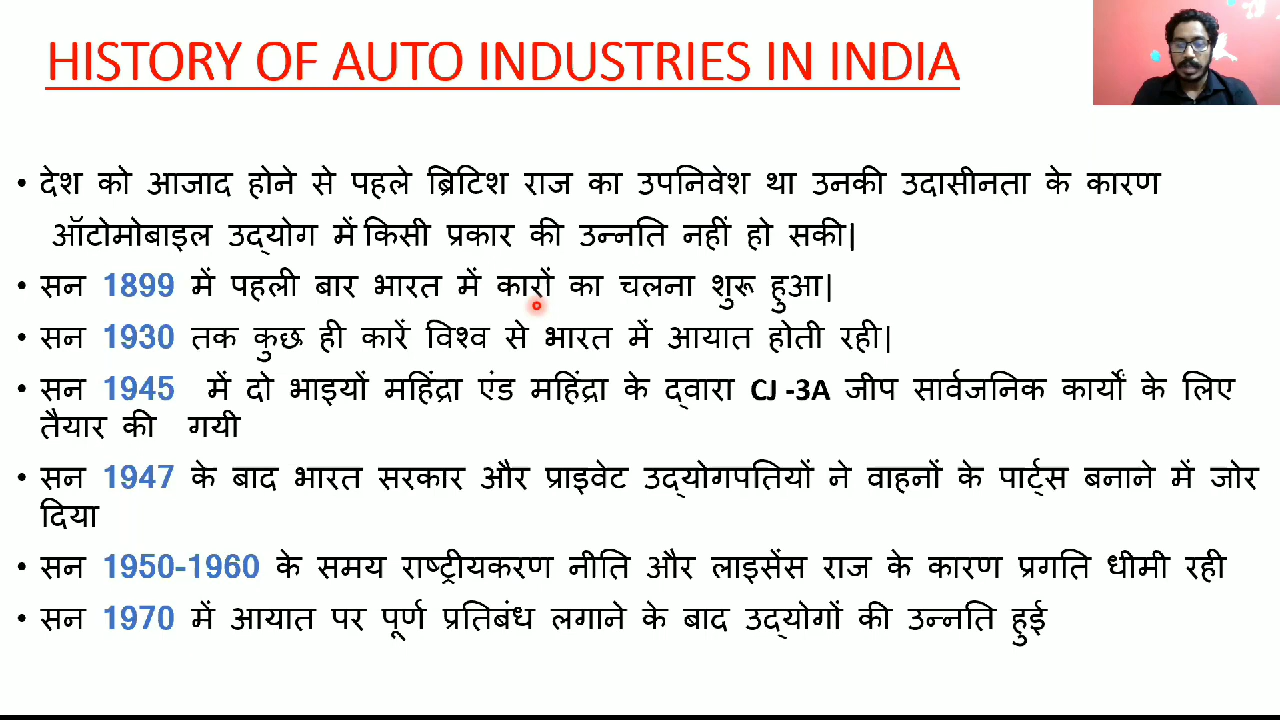 HISTORY OF AUTO INDUSTRIES IN INDIA
• देश को आजाद होने से पहले ब्रिटिश राज का उपनिवेश था उनकी उदासीनता के कारण
ऑटोमोबाइल उद्योग में किसी प्रकार की उन्नति नहीं हो सकी|
• सन 1899 में पहली बार भारत में कारों का चलना शुरू हुआ|
• सन 1930 तक कुछ ही कारें विश्व से भारत में आयात होती रही|
• सन 1945 में दो भाइयों महिंद्रा एंड महिंद्रा के द्वारा CJ -3A जीप सार्वजनिक कार्यों के लिए
तैयार की गयी
• सन 1947 के बाद भारत सरकार और प्राइवेट उद्योगपतियों ने वाहनों के पार्ट्स बनाने में जोर
दिया
• सन 1950-1960 के समय राष्ट्रीयकरण नीति और लाइसेंस राज के कारण प्रगति धीमी रही
• सन 1970 में आयात पर पूर्ण प्रतिबंध लगाने के बाद उद्योगों की उन्नति हुई